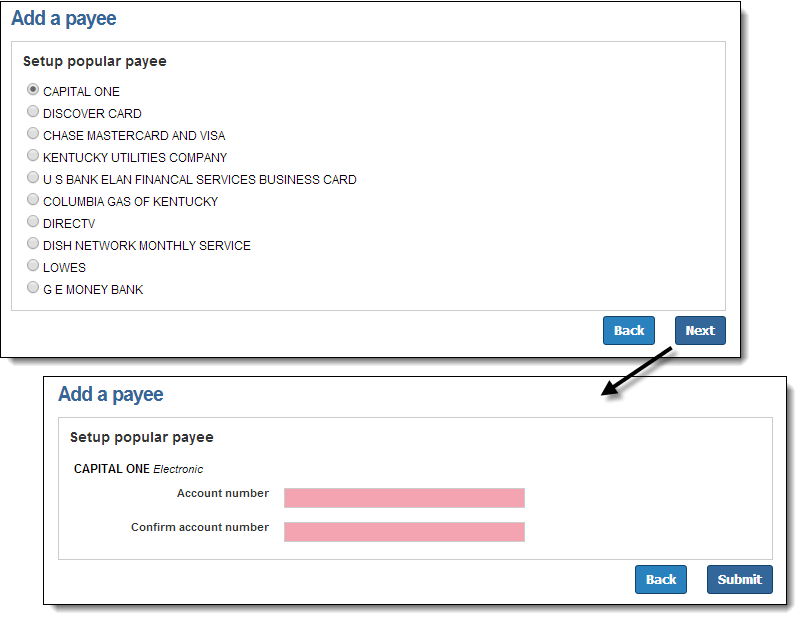 Add a payee
Setup popular payee
CAPITAL ONE
DISCOVER CARD
CHASE MASTERCARD AND VISA
KENTUCKY UTILITIES COMPANY
U S BANK ELAN FINANCAL SERVICES BUSINESS CARD
COLUMBIA GAS OF KENTUCKY
DIRECTV
DISH NETWORK MONTHLY SERVICE
LOWES
G E MONEY BANK
Back Next
Add a payee
Setup popular payee
CAPITAL ONE Electronic
Account number
Confirm account number
Back Submit